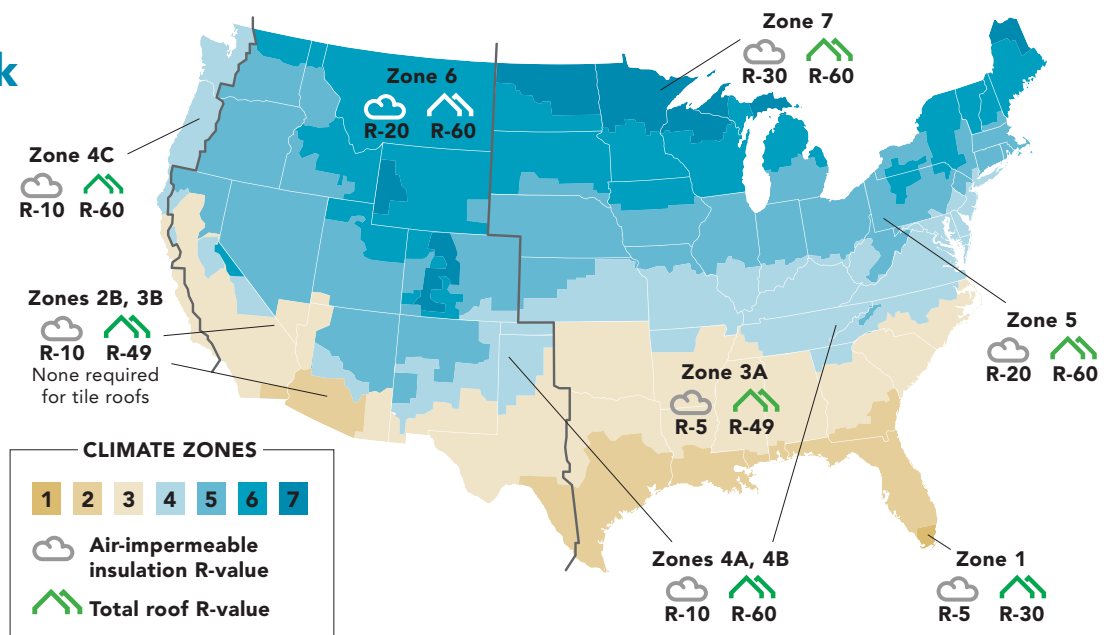 k
Zone 7
R-30 R-60
Zone 6
R-20 R-60
Zone 4C
R-10 R-60
Zones 2B, 3B
R-10 R-49
None required
for tile roofs
Zone 5
R-20 R-60
Zone 3A
R-5 R-49
CLIMATE ZONES
1 2 3 4 5 6 7
Air-impermeable
insulation R-value
Total roof R-value
Zones 4A, 4B
R-10 R-60
Zone 1
R-5 R-30